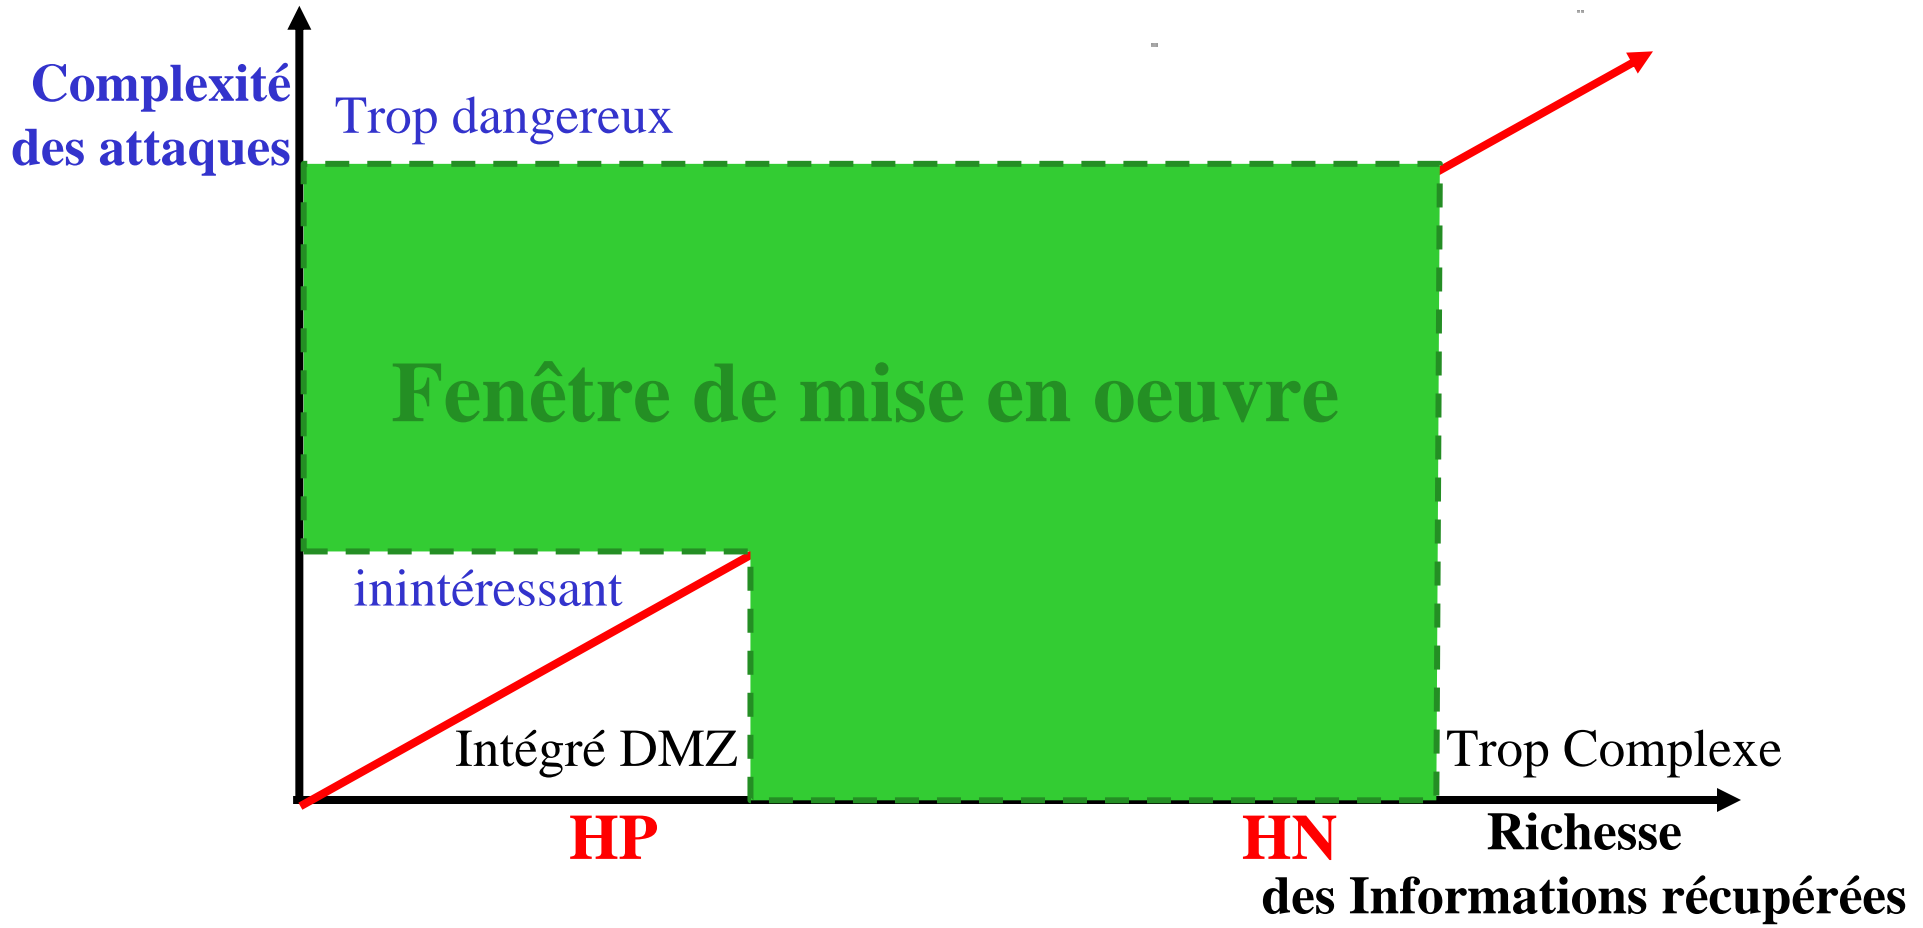 Complexité
des attaques
Trop dangereux
Fenêtre de mise en oeuvre
inintéressant
Intégré DMZ
Trop Complexe
HP
HN
Richesse
des Informations récupérées